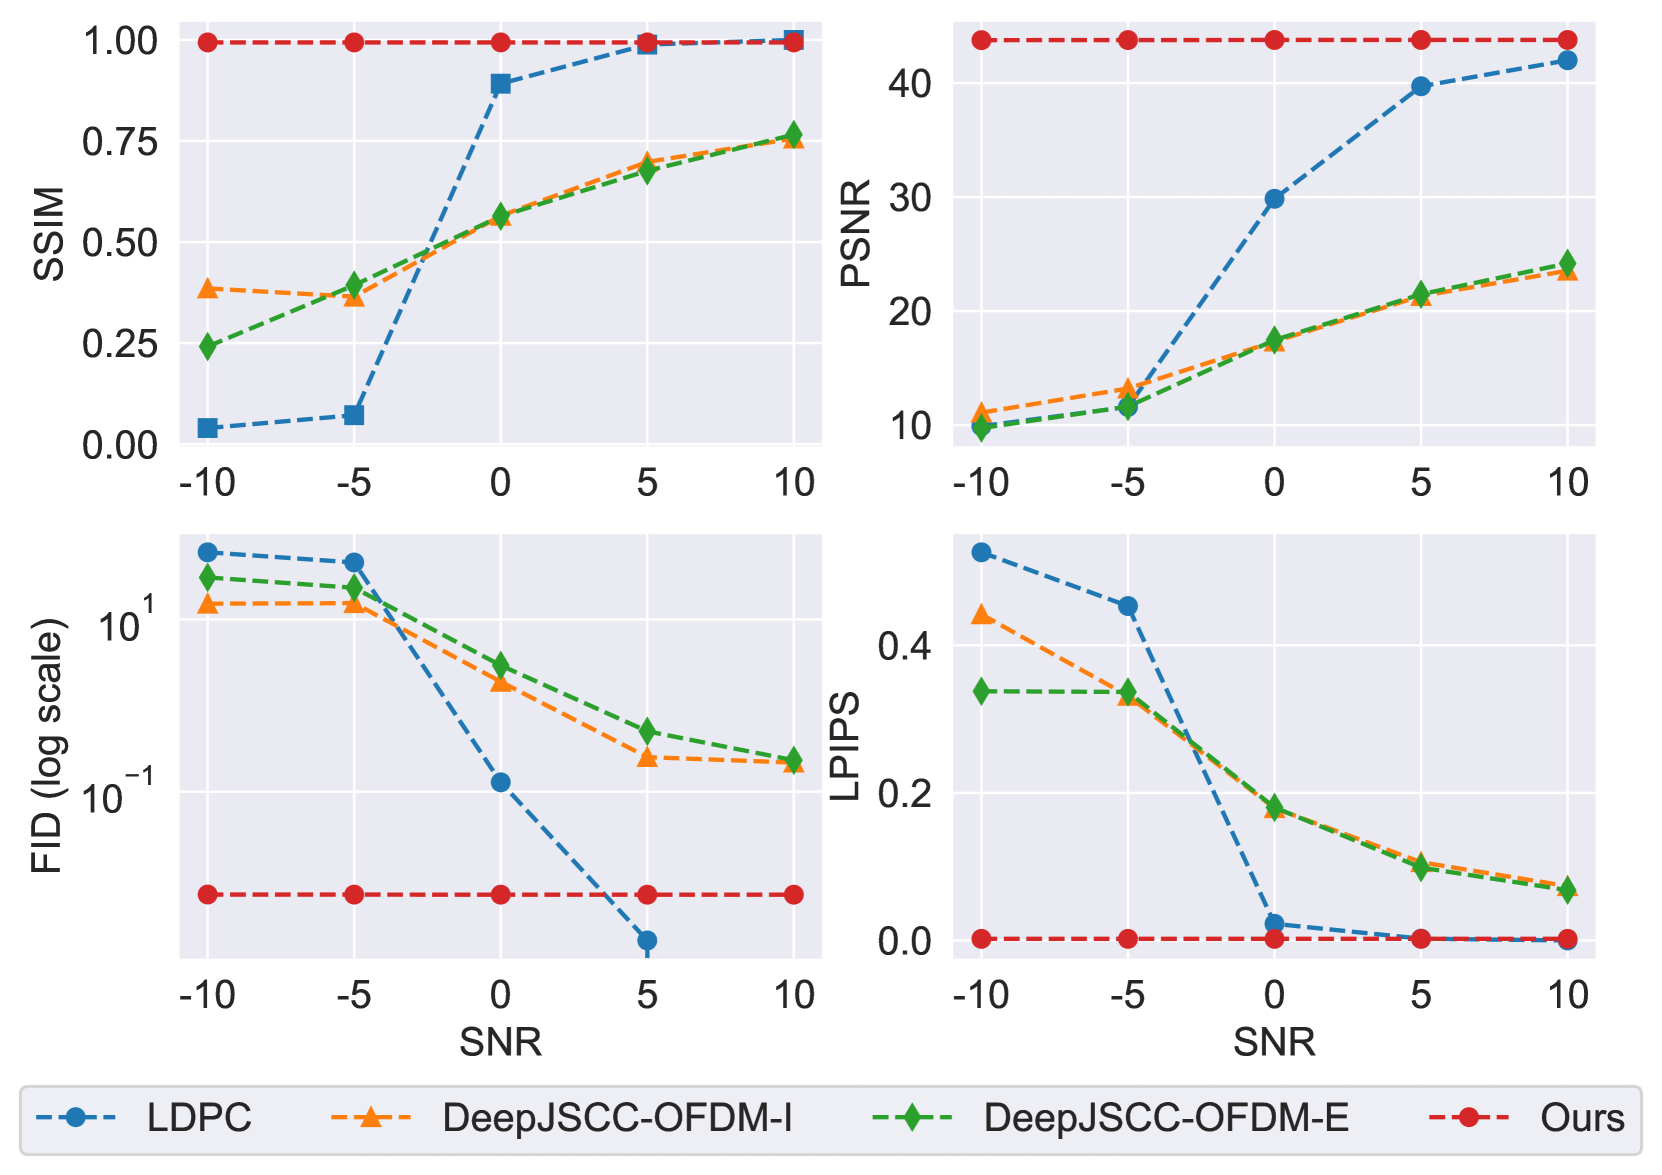 SSIM
1.00
0.75
0.50
0.25
0.00
-10 -5 0 5 10
PSNR
40
30
20
10
-10 -5 0 5 10
FID (log scale)
10^1
10^−1
-10 -5 0 5 10
SNR
LPIPS
0.4
0.2
0.0
-10 -5 0 5 10
SNR
LDPC DeepJSCC-OFDM-I DeepJSCC-OFDM-E Ours